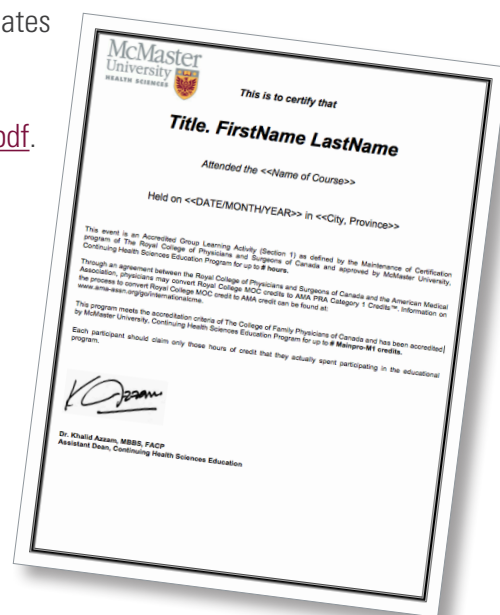 ates
pdf.
McMaster
University
HEALTH SCIENCES
This is to certify that
Title. FirstName LastName
Attended the <<Name of Course>>
Held on <<DATE/MONTH/YEAR>> in <<City, Province>>
This event is an Accredited Group Learning Activity (Section 1) as defined by the Maintenance of Certification
program of The Royal College of Physicians and Surgeons of Canada and approved by McMaster University,
Continuing Health Sciences Education Program for up to # hours.
Through an agreement between the Royal College of Physicians and Surgeons of Canada and the American Medical
Association, physicians may convert Royal College MOC credits to AMA PRA Category 1 Credits™. Information on
the process to convert Royal College MOC credit to AMA credit can be found at:
www.ama-assn.org/go/internationalcme.
This program meets the accreditation criteria of The College of Family Physicians of Canada and has been accredited
by McMaster University, Continuing Health Sciences Education Program for up to # Mainpro-M1 credits.
Each participant should claim only those hours of credit that they actually spent participating in the educational
program.
K Azzam
Dr. Khalid Azzam, MBBS, FACP
Assistant Dean, Continuing Health Sciences Education